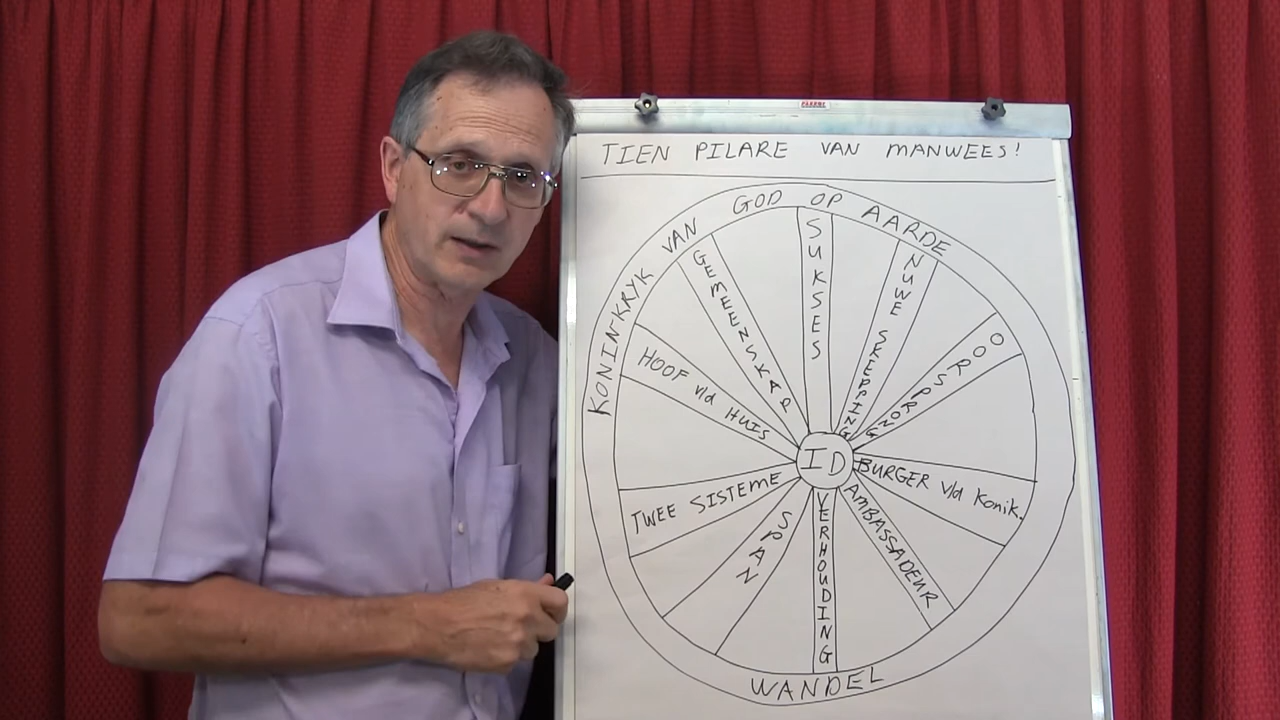 TIEN PILARE VAN MANWEES!
KONINKRYK VAN GOD OP AARDE
SUKSES
NUWE SKEPPING
OORSPRONG
BURGER v/d Konik.
AMBASSADEUR
VERHOUDING
SPAN
TWEE SISTEME
HOOF v/d HUIS
GEMEENSKAP
ID
WANDEL